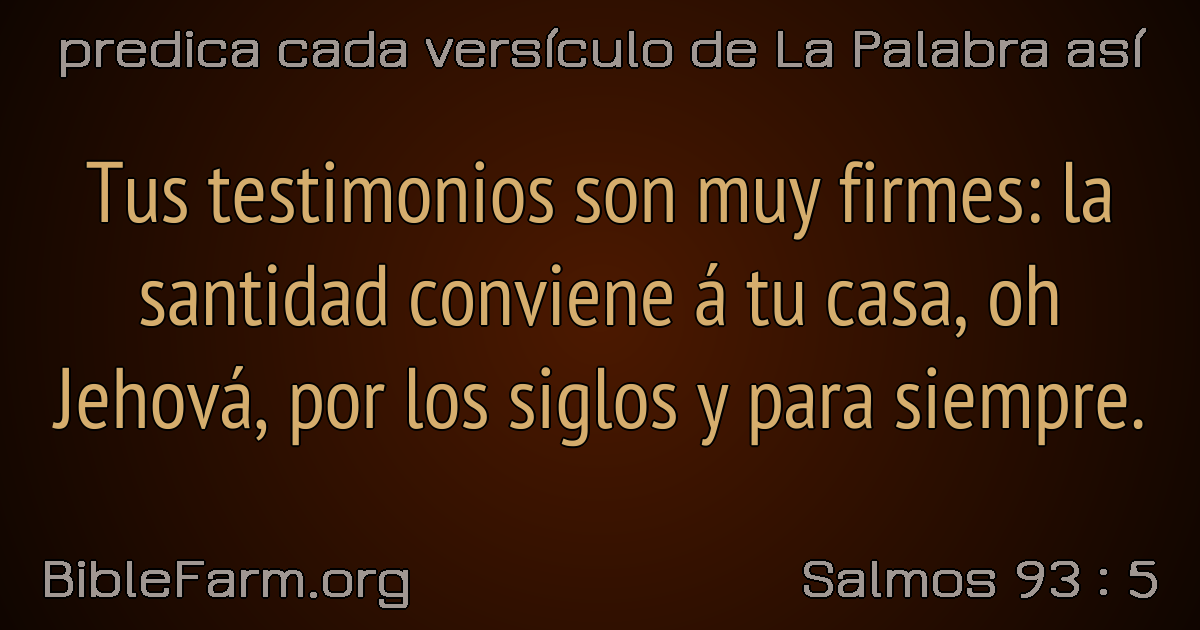 predica cada versículo de La Palabra así
Tus testimonios son muy firmes: la
santidad conviene á tu casa, oh
Jehová, por los siglos y para siempre.
BibleFarm.org
Salmos 93 : 5